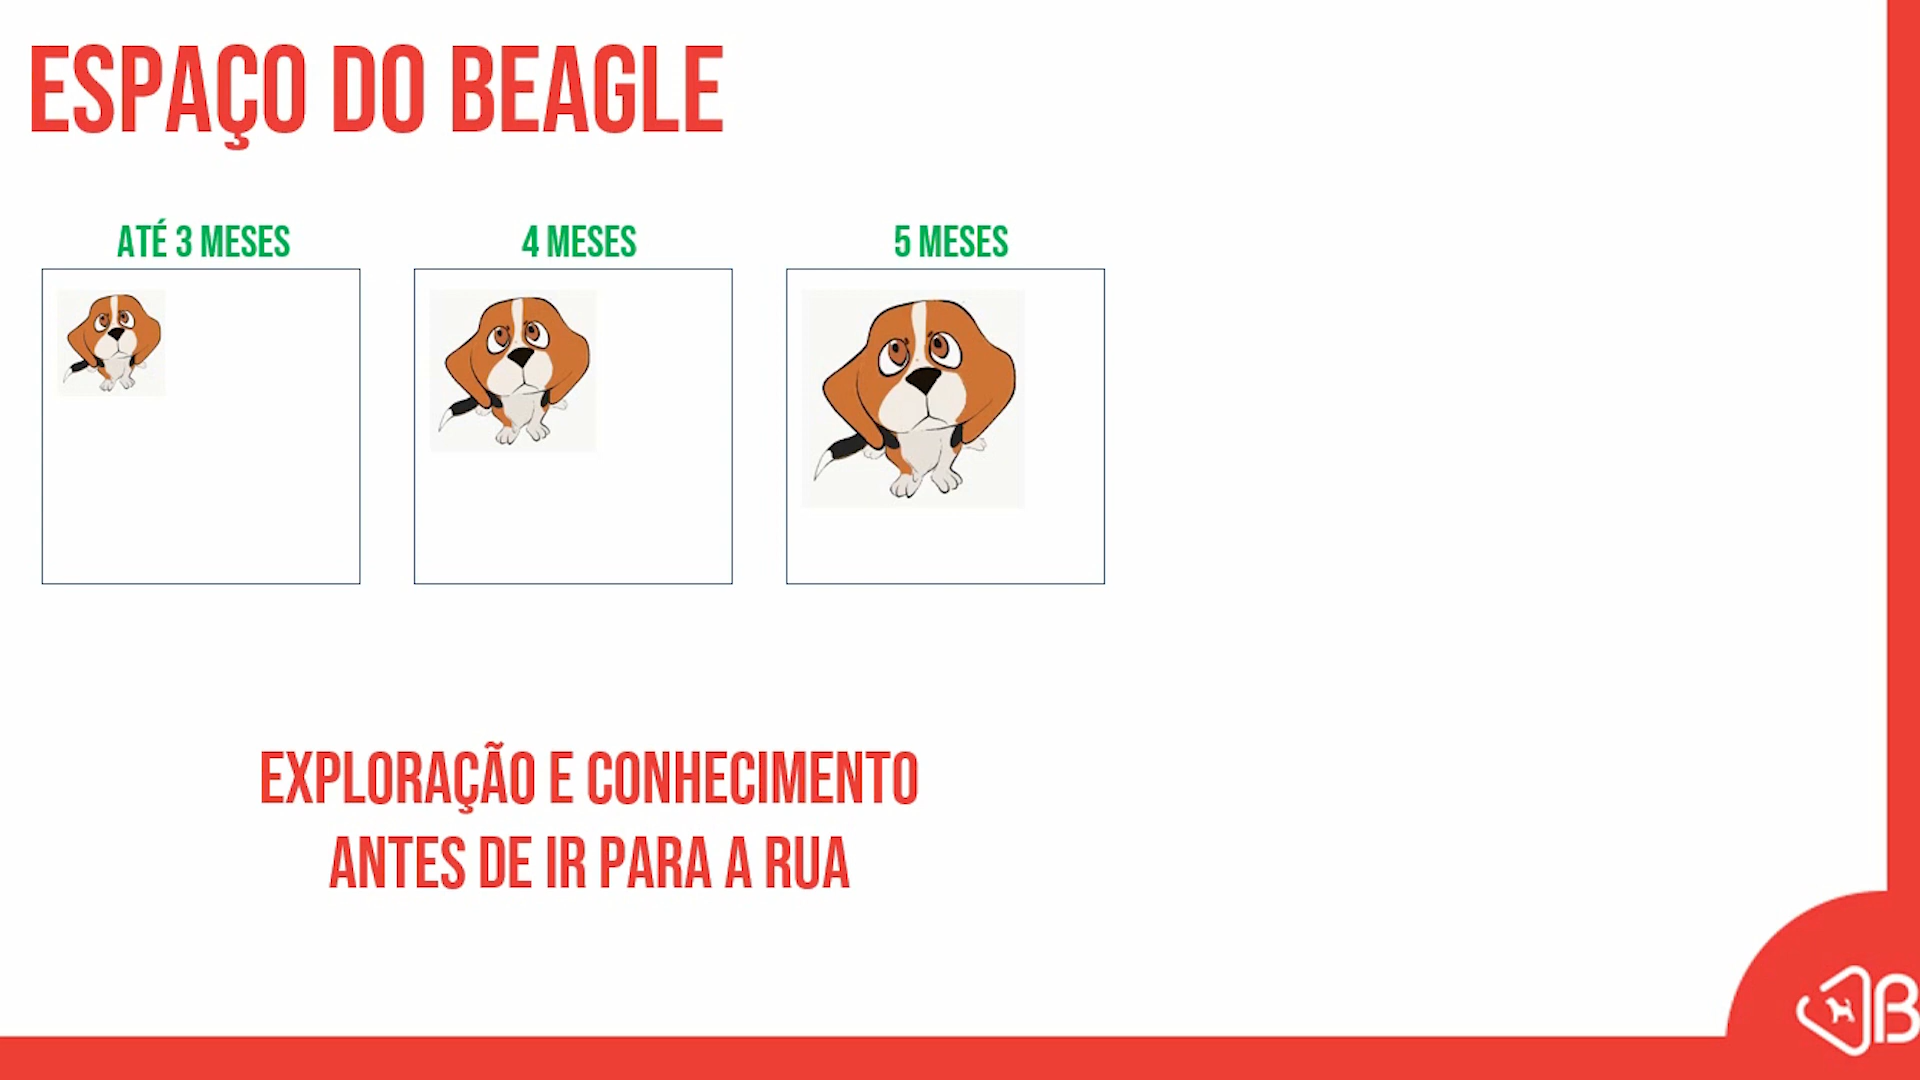 ESPAÇO DO BEAGLE
ATÉ 3 MESES
4 MESES
5 MESES
EXPLORAÇÃO E CONHECIMENTO
ANTES DE IR PARA A RUA
B